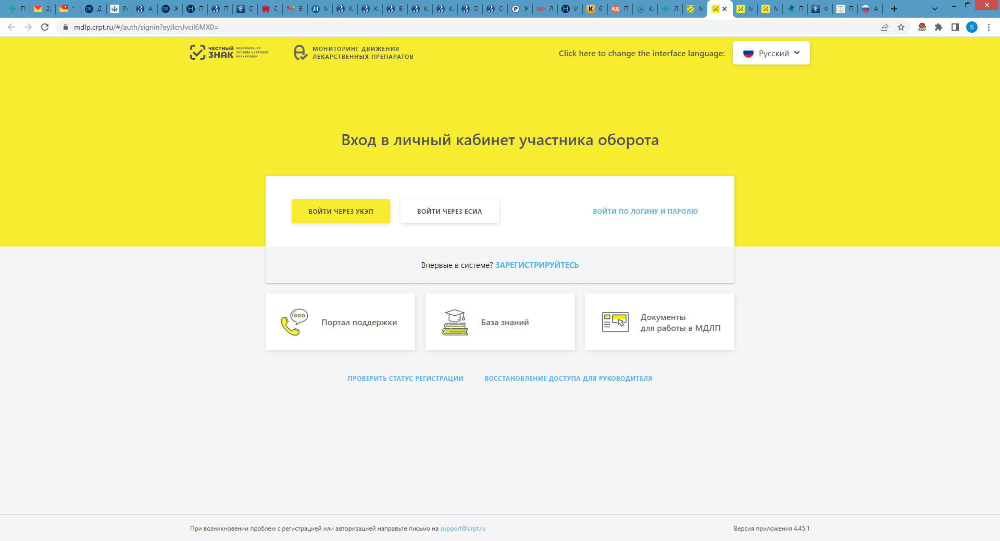 mdlp.crpt.ru/#/auth/signin?eyJlcnJvciI6MX0=
S
ЧЕСТНЫЙ
ЗНАК
НАЦИОНАЛЬНАЯ
СИСТЕМА ЦИФРОВОЙ
МАРКИРОВКИ
МОНИТОРИНГ ДВИЖЕНИЯ
ЛЕКАРСТВЕННЫХ ПРЕПАРАТОВ
Click here to change the interface language:
Русский
Вход в личный кабинет участника оборота
ВОЙТИ ЧЕРЕЗ УКЭП
ВОЙТИ ЧЕРЕЗ ЕСИА
ВОЙТИ ПО ЛОГИНУ И ПАРОЛЮ
Впервые в системе? ЗАРЕГИСТРИРУЙТЕСЬ
Портал поддержки
База знаний
Документы
для работы в МДЛП
ПРОВЕРИТЬ СТАТУС РЕГИСТРАЦИИ
ВОССТАНОВЛЕНИЕ ДОСТУПА ДЛЯ РУКОВОДИТЕЛЯ
При возникновении проблем с регистрацией или авторизацией направьте письмо на support@crpt.ru
Версия приложения 4.45.1